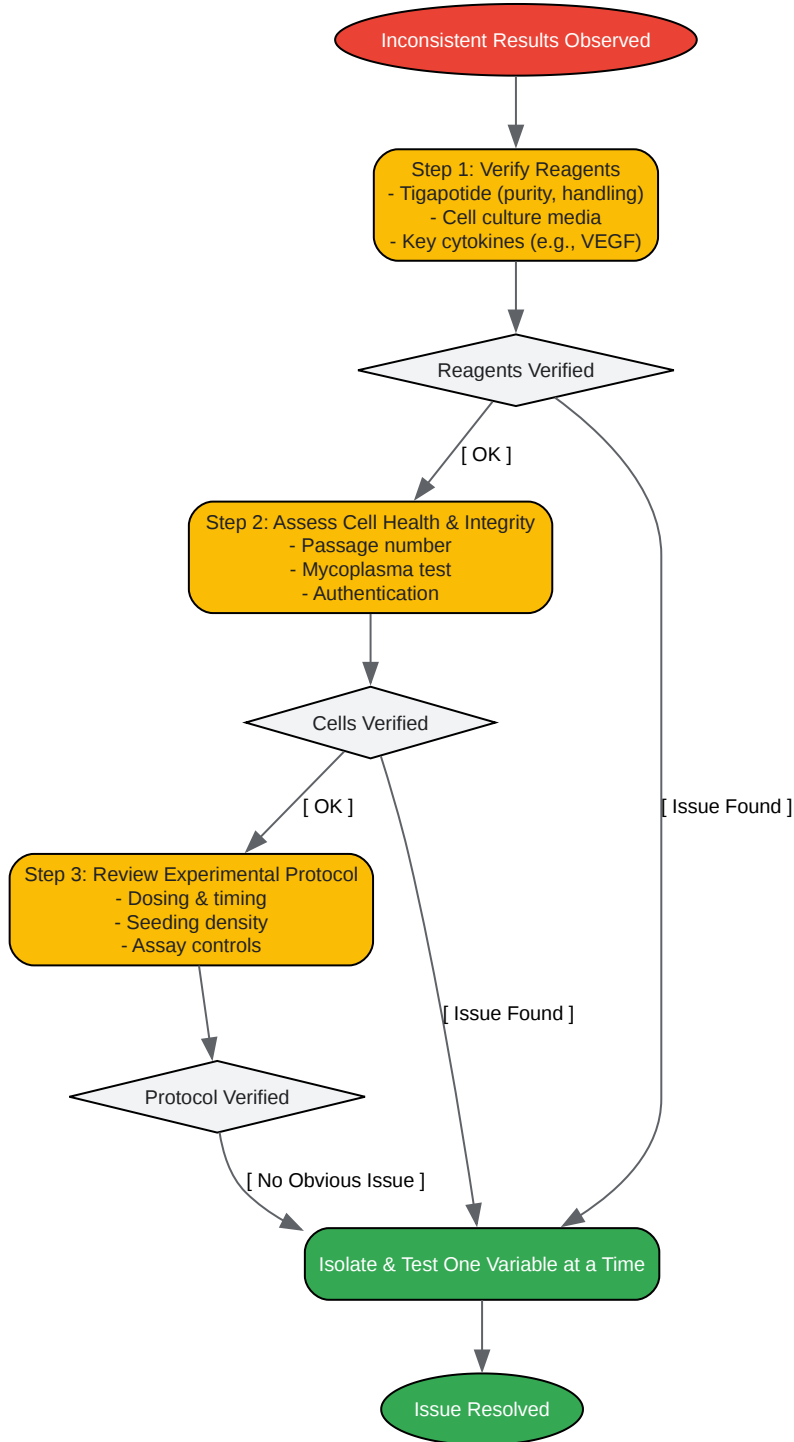 Inconsistent Results Observed
Step 1: Verify Reagents
- Tigapotide (purity, handling)
- Cell culture media
- Key cytokines (e.g., VEGF)
Reagents Verified
[ OK ]
Step 2: Assess Cell Health & Integrity
- Passage number
- Mycoplasma test
- Authentication
Cells Verified
[ OK ]
[ Issue Found ]
Step 3: Review Experimental Protocol
- Dosing & timing
- Seeding density
- Assay controls
[ Issue Found ]
Protocol Verified
[ No Obvious Issue ]
Isolate & Test One Variable at a Time
Issue Resolved